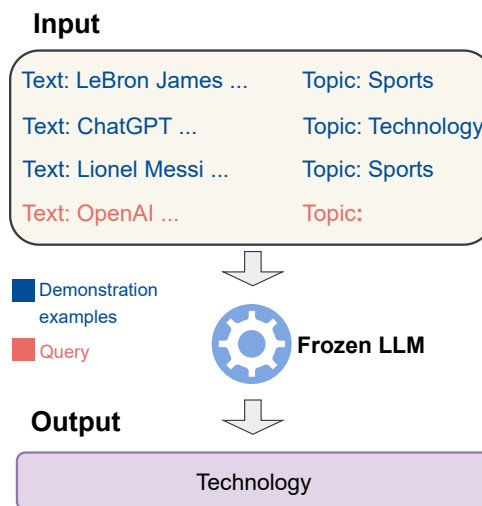 Input
Text: LeBron James ... Topic: Sports
Text: ChatGPT ... Topic: Technology
Text: Lionel Messi ... Topic: Sports
Text: OpenAI ... Topic:
Demonstration
examples
Query
Frozen LLM
Output
Technology